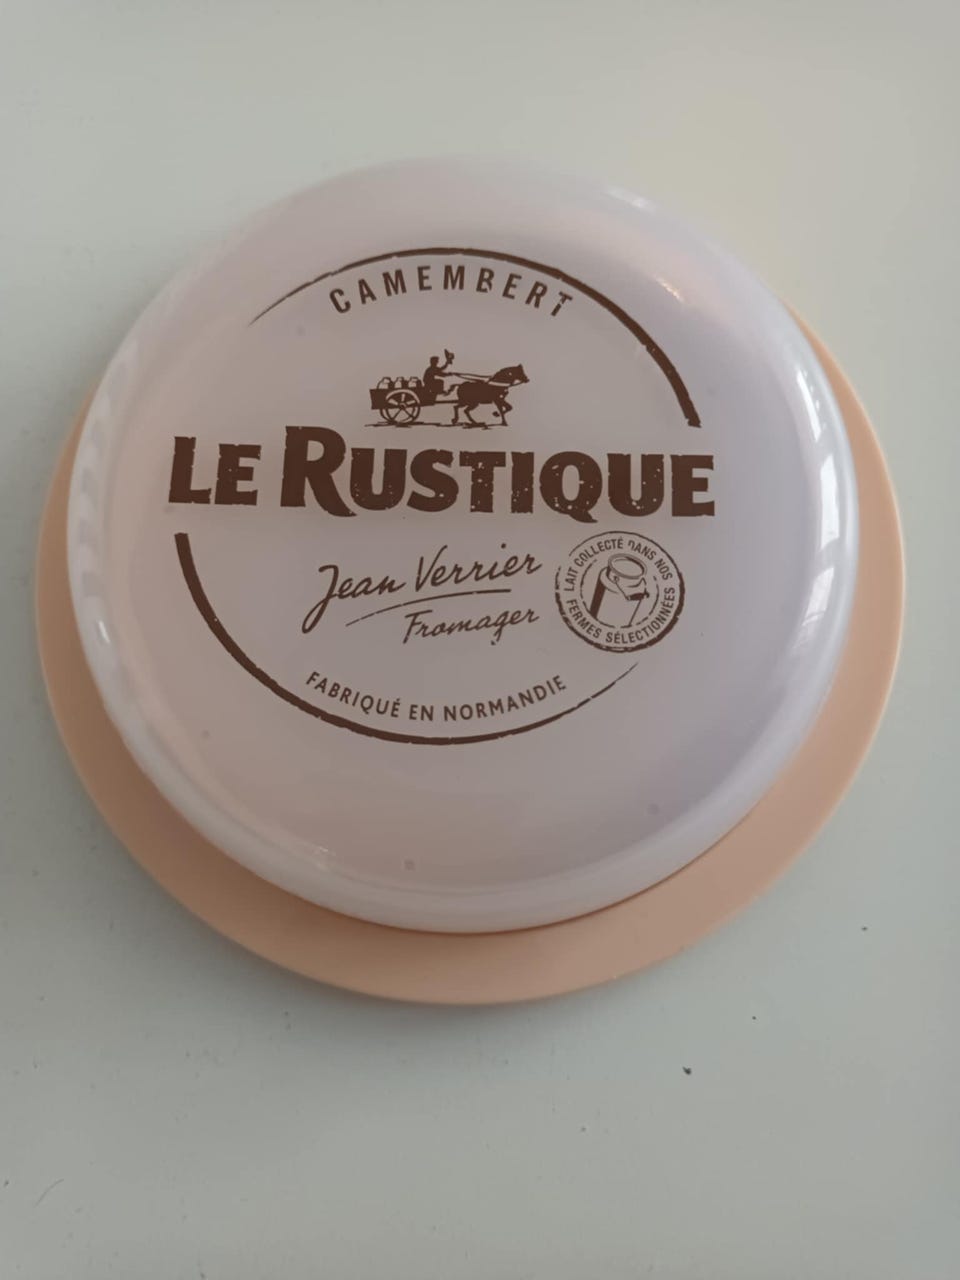 CAMEMBERT
LE RUSTIQUE
Jean Verrier
Fromager
LAIT COLLECTÉ DANS NOS
FERMES SÉLECTIONNÉES
FABRIQUÉ EN NORMANDIE